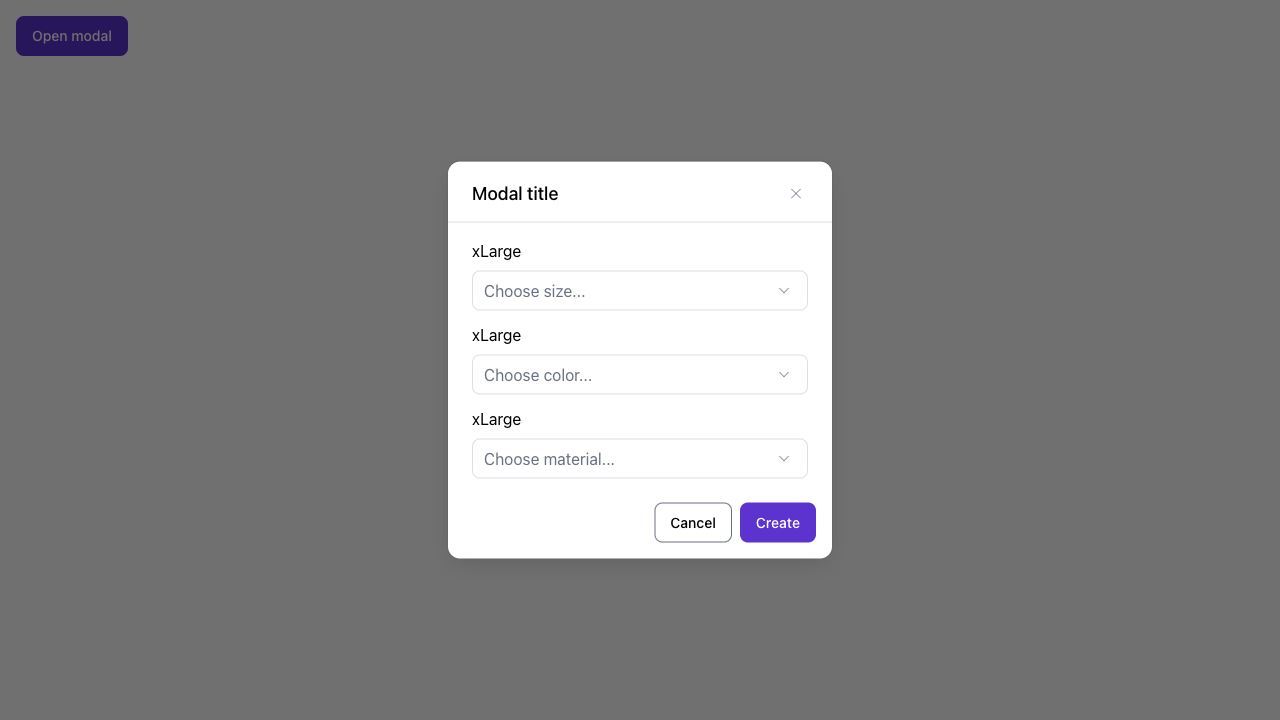 Open modal
Modal title
xLarge
Choose size...
xLarge
Choose color...
xLarge
Choose material...
Cancel
Create